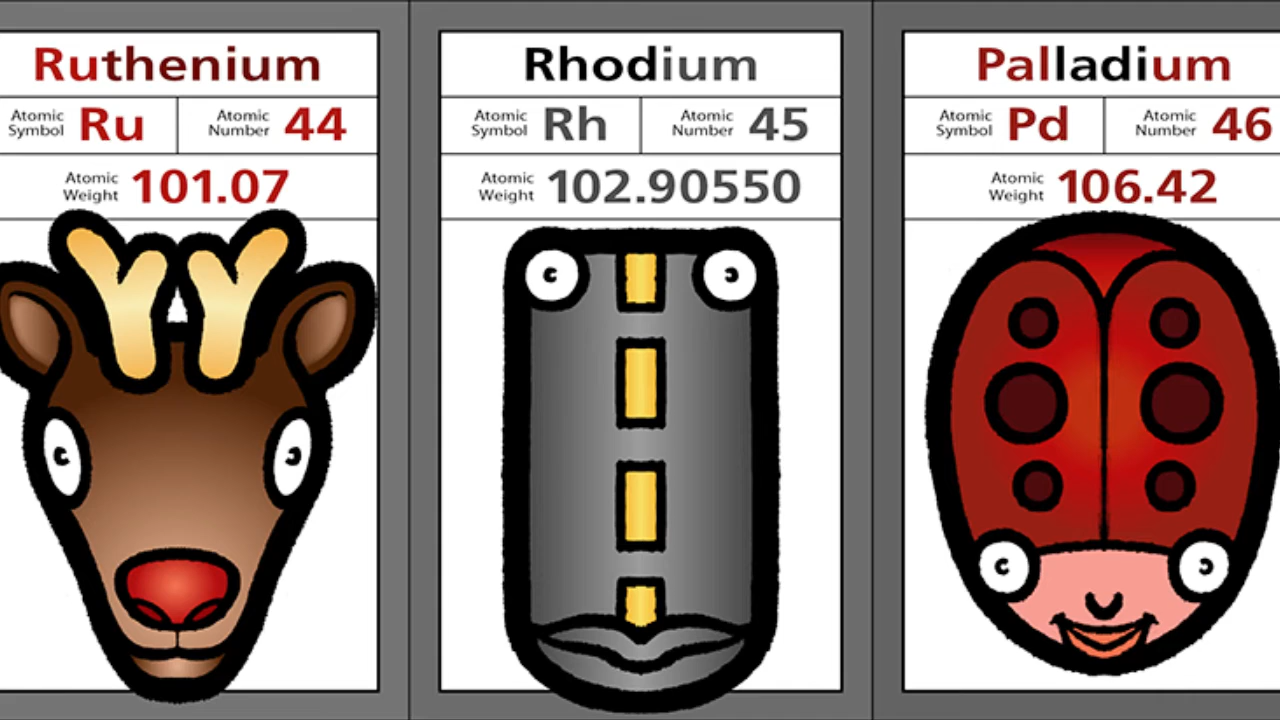 Ruthenium
Atomic Symbol Ru Atomic Number 44
Atomic Weight 101.07
Rhodium
Atomic Symbol Rh Atomic Number 45
Atomic Weight 102.90550
Palladium
Atomic Symbol Pd Atomic Number 46
Atomic Weight 106.42